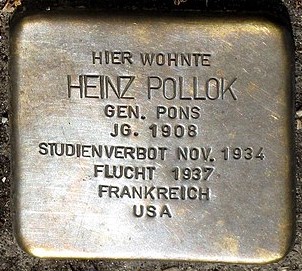 HIER WOHNTE
HEINZ POLLOK
GEN. PONS
JG. 1908
STUDIENVERBOT NOV. 1934
FLUCHT 1937
FRANKREICH
USA